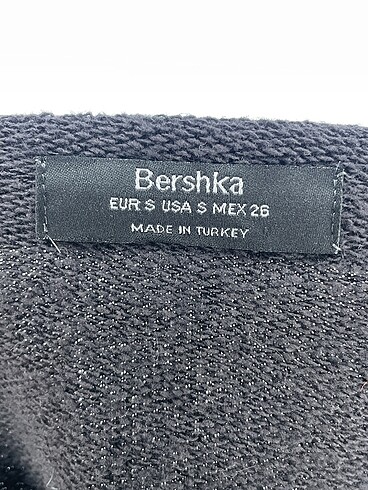 Bershka
EUR S USA S MEX 26
MADE IN TURKEY